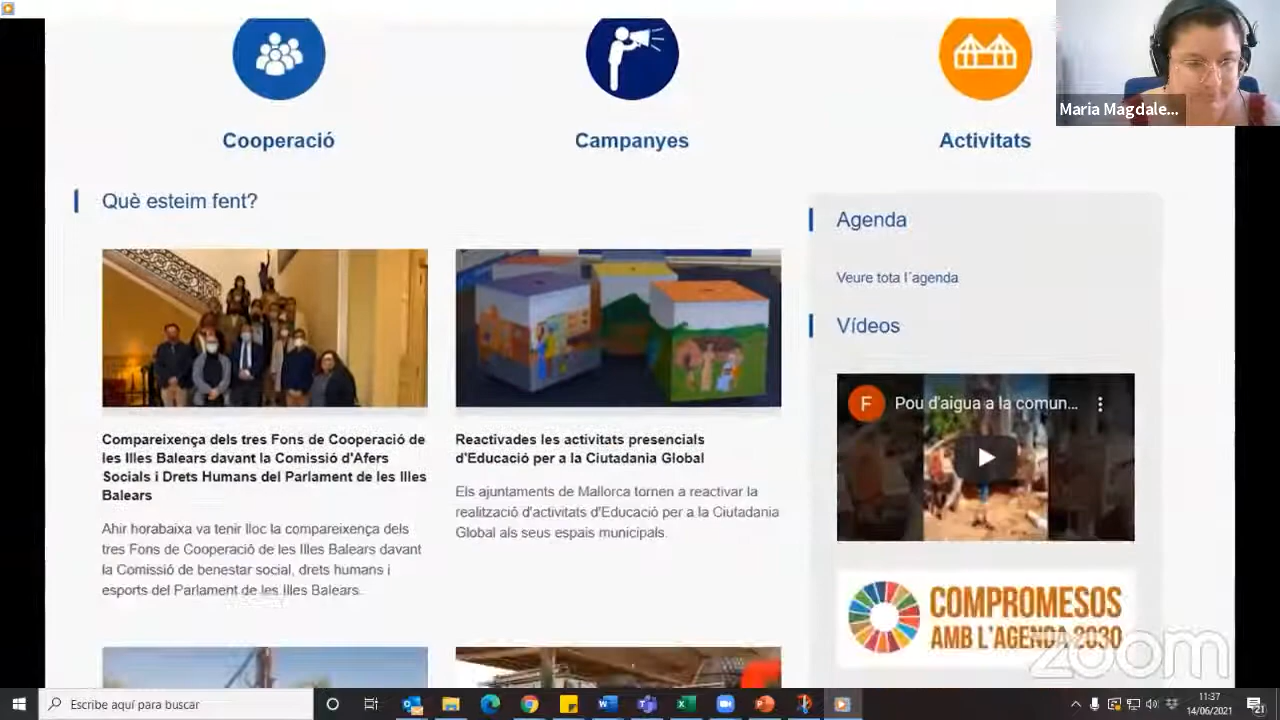 Maria Magdale...
Cooperació
Campanyes
Activitats
Què esteim fent?
Compareixença dels tres Fons de Cooperació de
les Illes Balears davant la Comissió d'Afers
Socials i Drets Humans del Parlament de les Illes
Balears
Ahir horabaixa va tenir lloc la compareixença dels
tres Fons de Cooperació de les Illes Balears davant
la Comissió de benestar social, drets humans i
esports del Parlament de les Illes Balears.
Reactivades les activitats presencials
d'Educació per a la Ciutadania Global
Els ajuntaments de Mallorca tornen a reactivar la
realització d'activitats d'Educació per a la Ciutadania
Global als seus espais municipals.
Agenda
Veure tota l´agenda
Vídeos
F
Pou d'aigua a la comun...
COMPROMESOS
AMB L'AGENDA 2030
zoom
Escribe aquí para buscar
11:37
14/06/2021
21